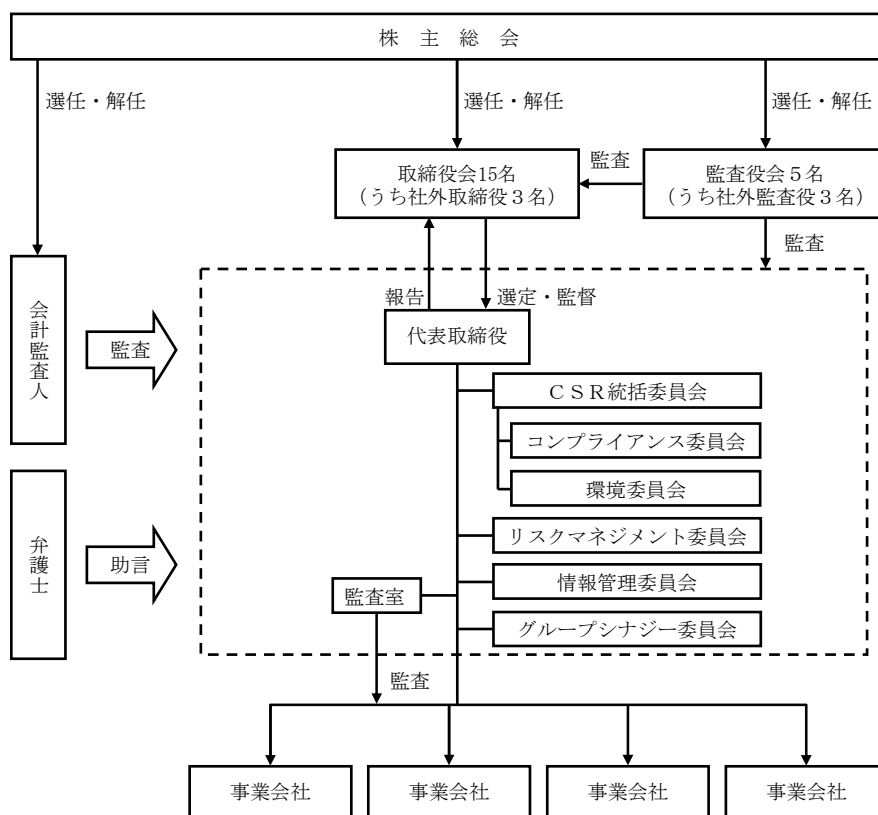 株 主 総 会
選任・解任
選任・解任
選任・解任
取締役会15名
（うち社外取締役３名）
監査
監査役会５名
（うち社外監査役３名）
監査
会計監査人
監査
報告
選定・監督
代表取締役
ＣＳＲ統括委員会
コンプライアンス委員会
環境委員会
弁護士
助言
リスクマネジメント委員会
情報管理委員会
監査室
グループシナジー委員会
監査
事業会社
事業会社
事業会社
事業会社